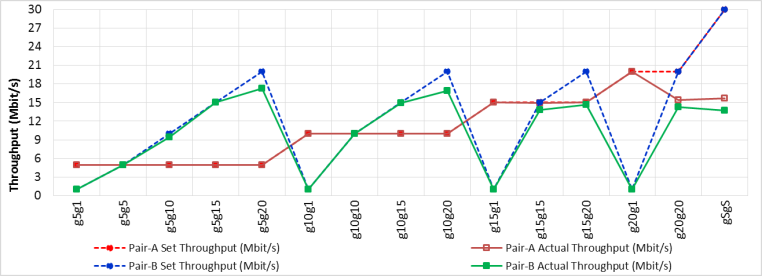 30
27
24
21
18
15
12
9
6
3
0
Throughput (Mbit/s)
g5g1
g5g5
g5g10
g5g15
g5g20
g10g1
g10g10
g10g15
g10g20
g15g1
g15g15
g15g20
g20g1
g20g20
gSgS
Pair-A Set Throughput (Mbit/s)
Pair-A Actual Throughput (Mbit/s)
Pair-B Set Throughput (Mbit/s)
Pair-B Actual Throughput (Mbit/s)